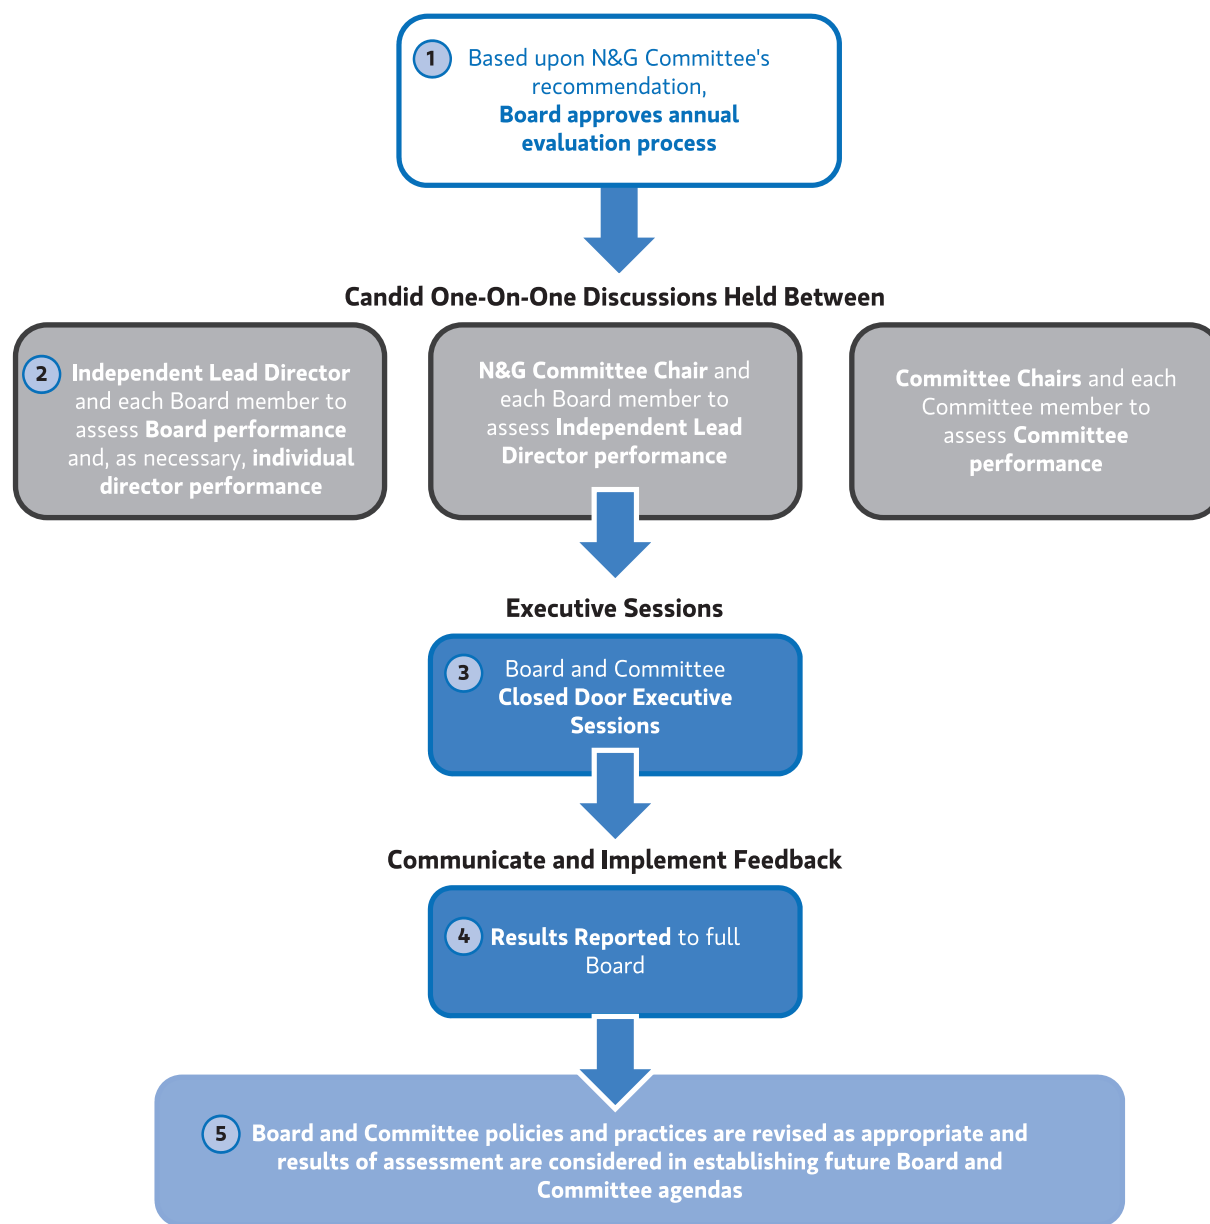 1
Based upon N&G Committee's
recommendation,
Board approves annual
evaluation process
Candid One-On-One Discussions Held Between
2
Independent Lead Director
and each Board member to
assess Board performance
and, as necessary, individual
director performance
N&G Committee Chair and
each Board member to
assess Independent Lead
Director performance
Committee Chairs and each
Committee member to
assess Committee
performance
Executive Sessions
3
Board and Committee
Closed Door Executive
Sessions
Communicate and Implement Feedback
4
Results Reported to full
Board
5
Board and Committee policies and practices are revised as appropriate and
results of assessment are considered in establishing future Board and
Committee agendas